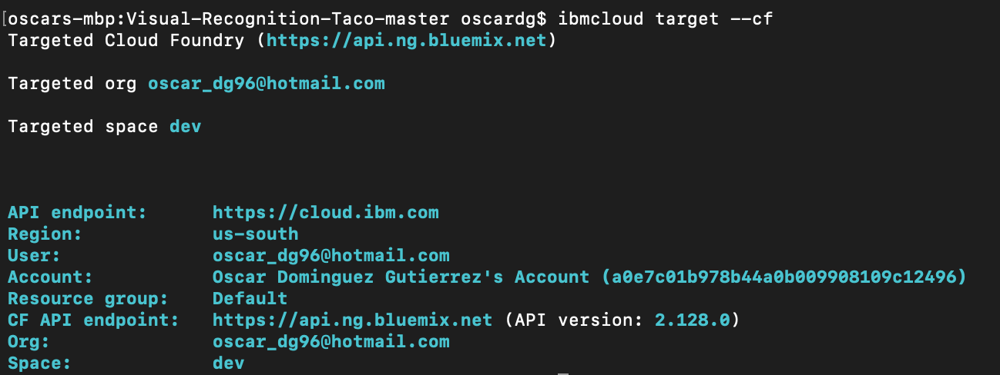 [oscars-mbp:Visual-Recognition-Taco-master oscardg$ ibmcloud target --cf
Targeted Cloud Foundry (https://api.ng.bluemix.net)
Targeted org oscar_dg96@hotmail.com
Targeted space dev
API endpoint: https://cloud.ibm.com
Region: us-south
User: oscar_dg96@hotmail.com
Account: Oscar Dominguez Gutierrez's Account (a0e7c01b978b44a0b009908109c12496)
Resource group: Default
CF API endpoint: https://api.ng.bluemix.net (API version: 2.128.0)
Org: oscar_dg96@hotmail.com
Space: dev